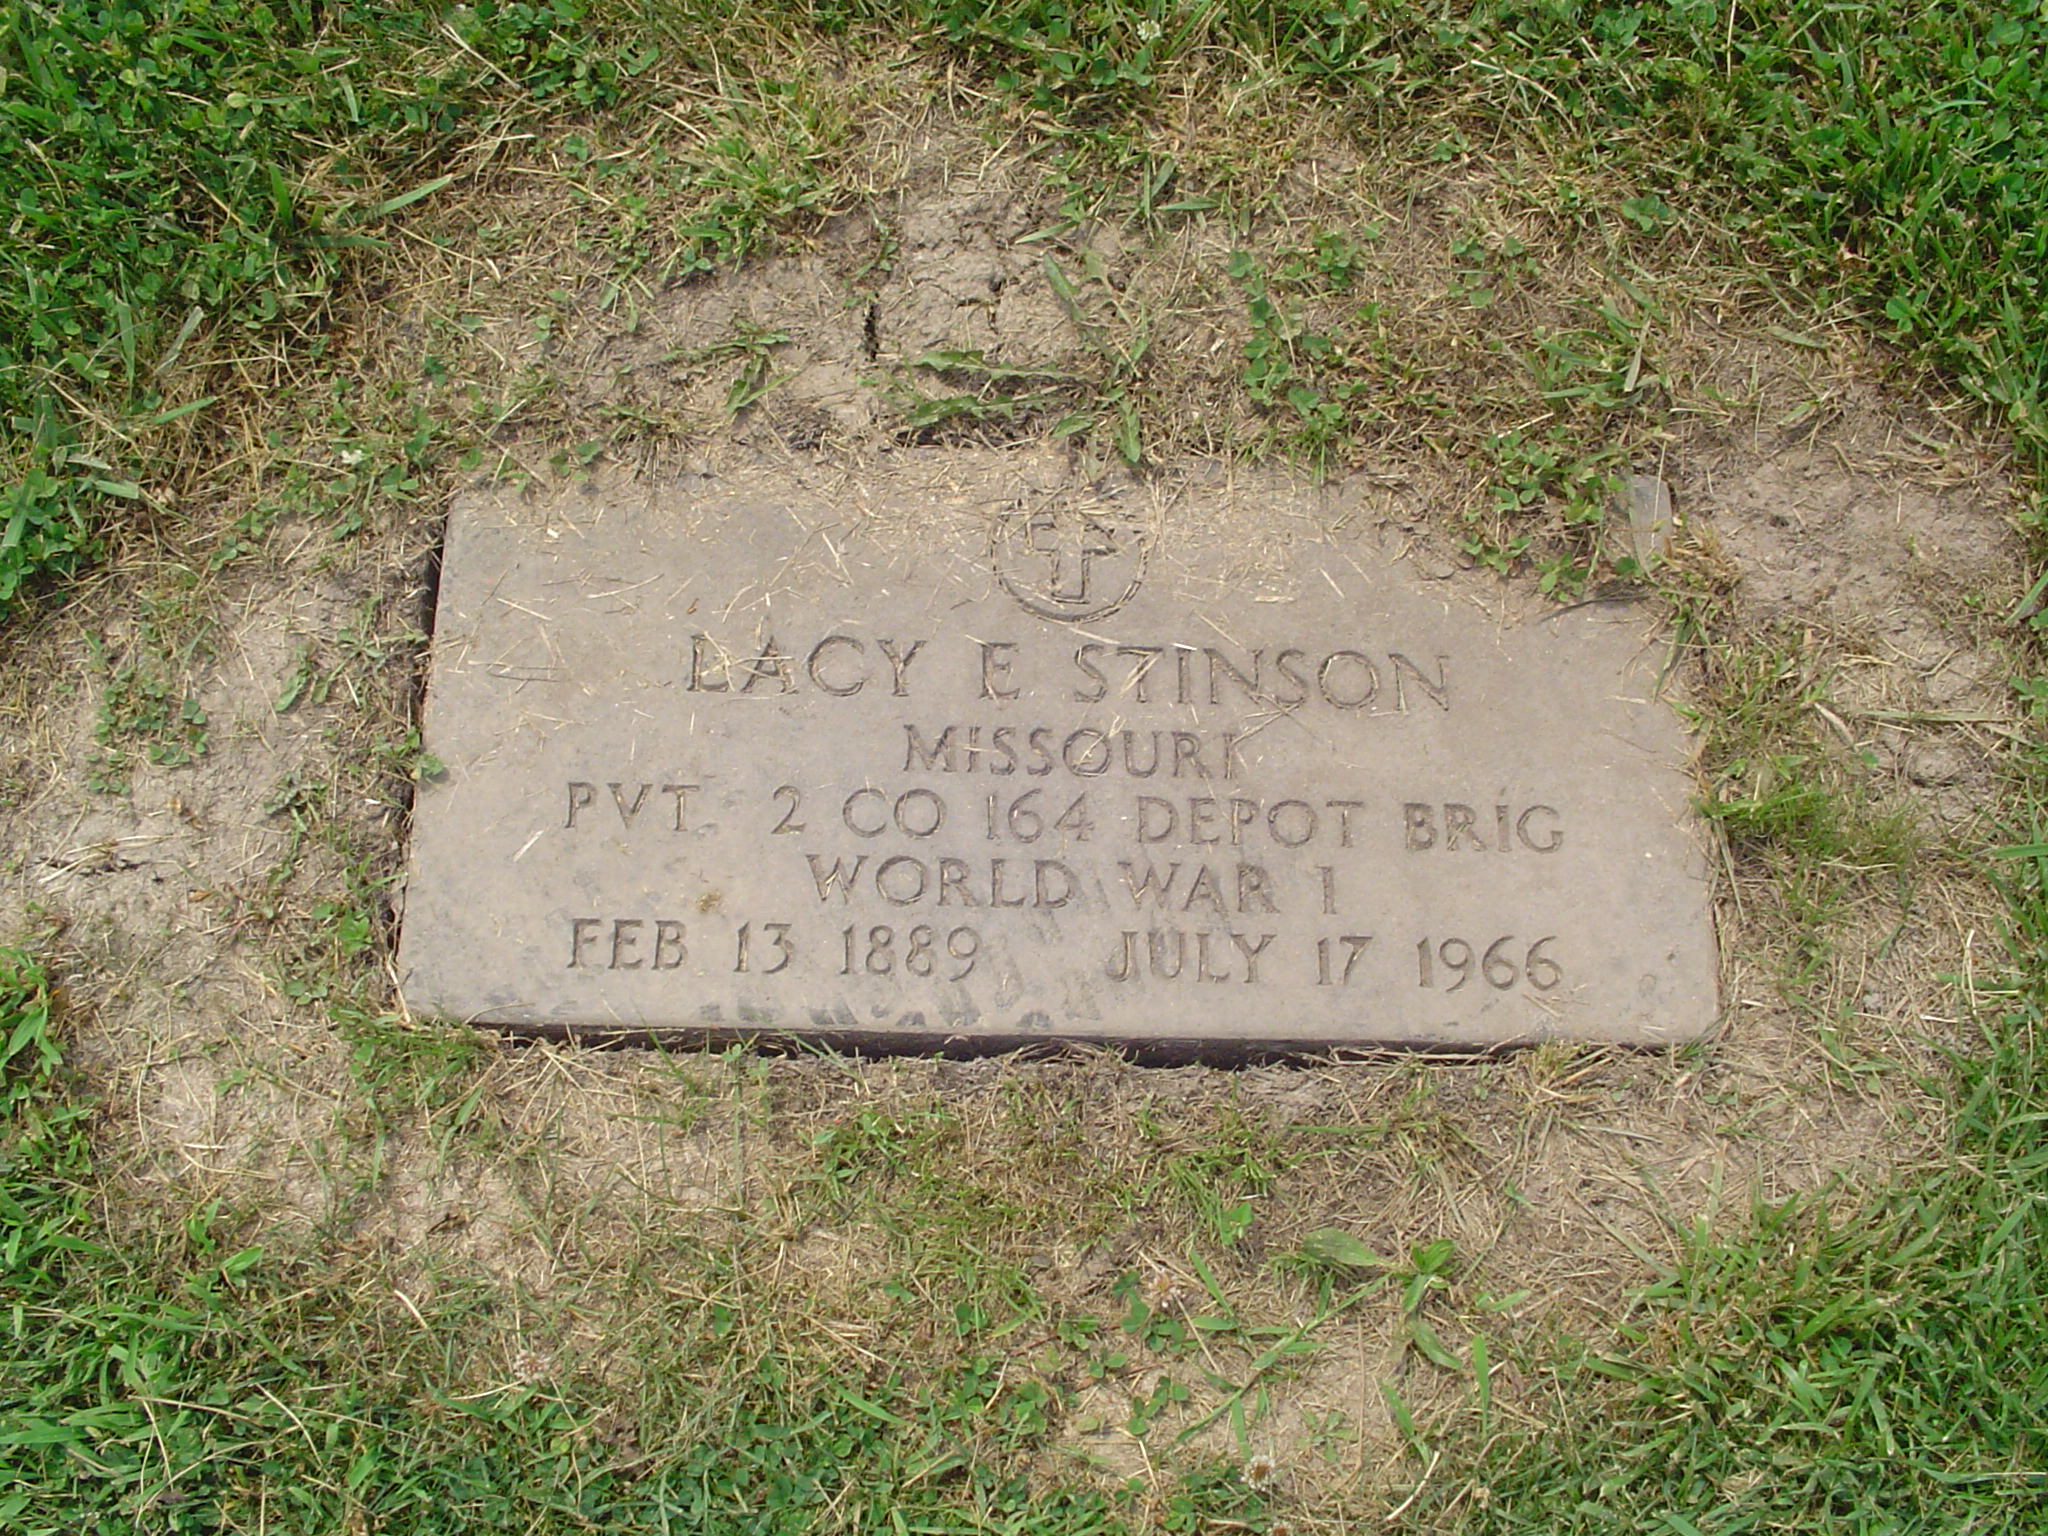 LACY E STINSON
MISSOURI
PVT 2 CO 164 DEPOT BRIG
WORLD WAR I
FEB 13 1889 JULY 17 1966